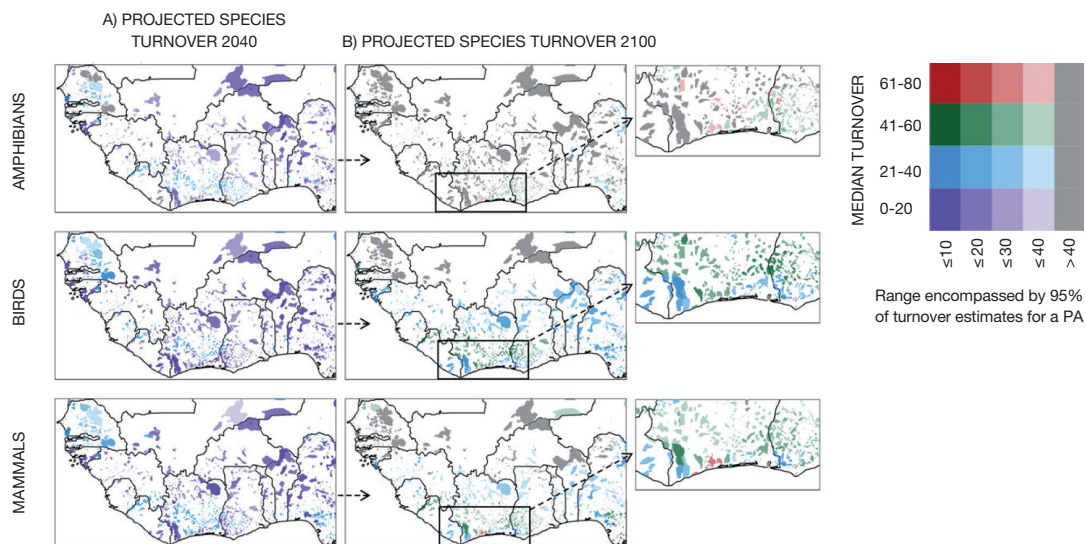 A) PROJECTED SPECIES
TURNOVER 2040
B) PROJECTED SPECIES TURNOVER 2100
AMPHIBIANS
BIRDS
MAMMALS
MEDIAN TURNOVER
61-80
41-60
21-40
0-20
≤10
≤20
≤30
≤40
>40
Range encompassed by 95%
of turnover estimates for a PA